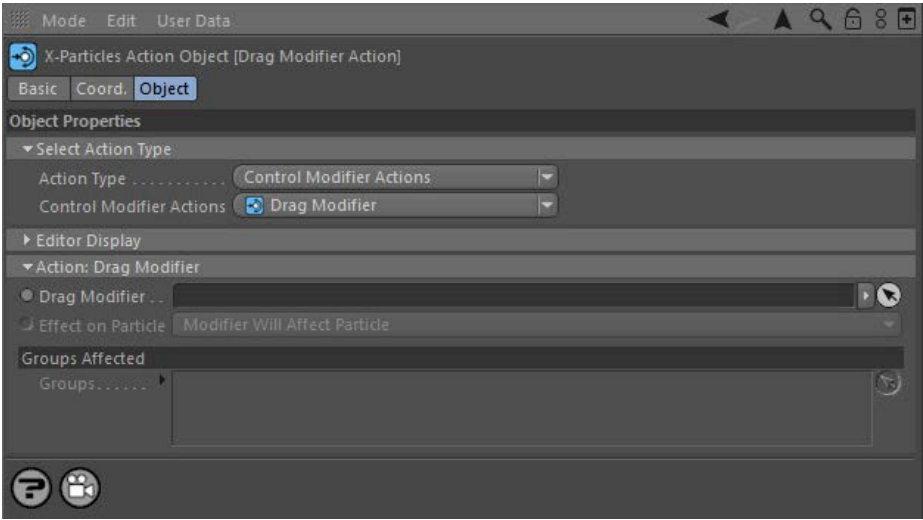 Mode Edit User Data
X-Particles Action Object [Drag Modifier Action]
Basic Coord. Object
Object Properties
Select Action Type
Action Type . . . . . . . . . . . Control Modifier Actions
Control Modifier Actions Drag Modifier
Editor Display
Action: Drag Modifier
Drag Modifier . .
Effect on Particle Modifier Will Affect Particle
Groups Affected
Groups. . . . . .